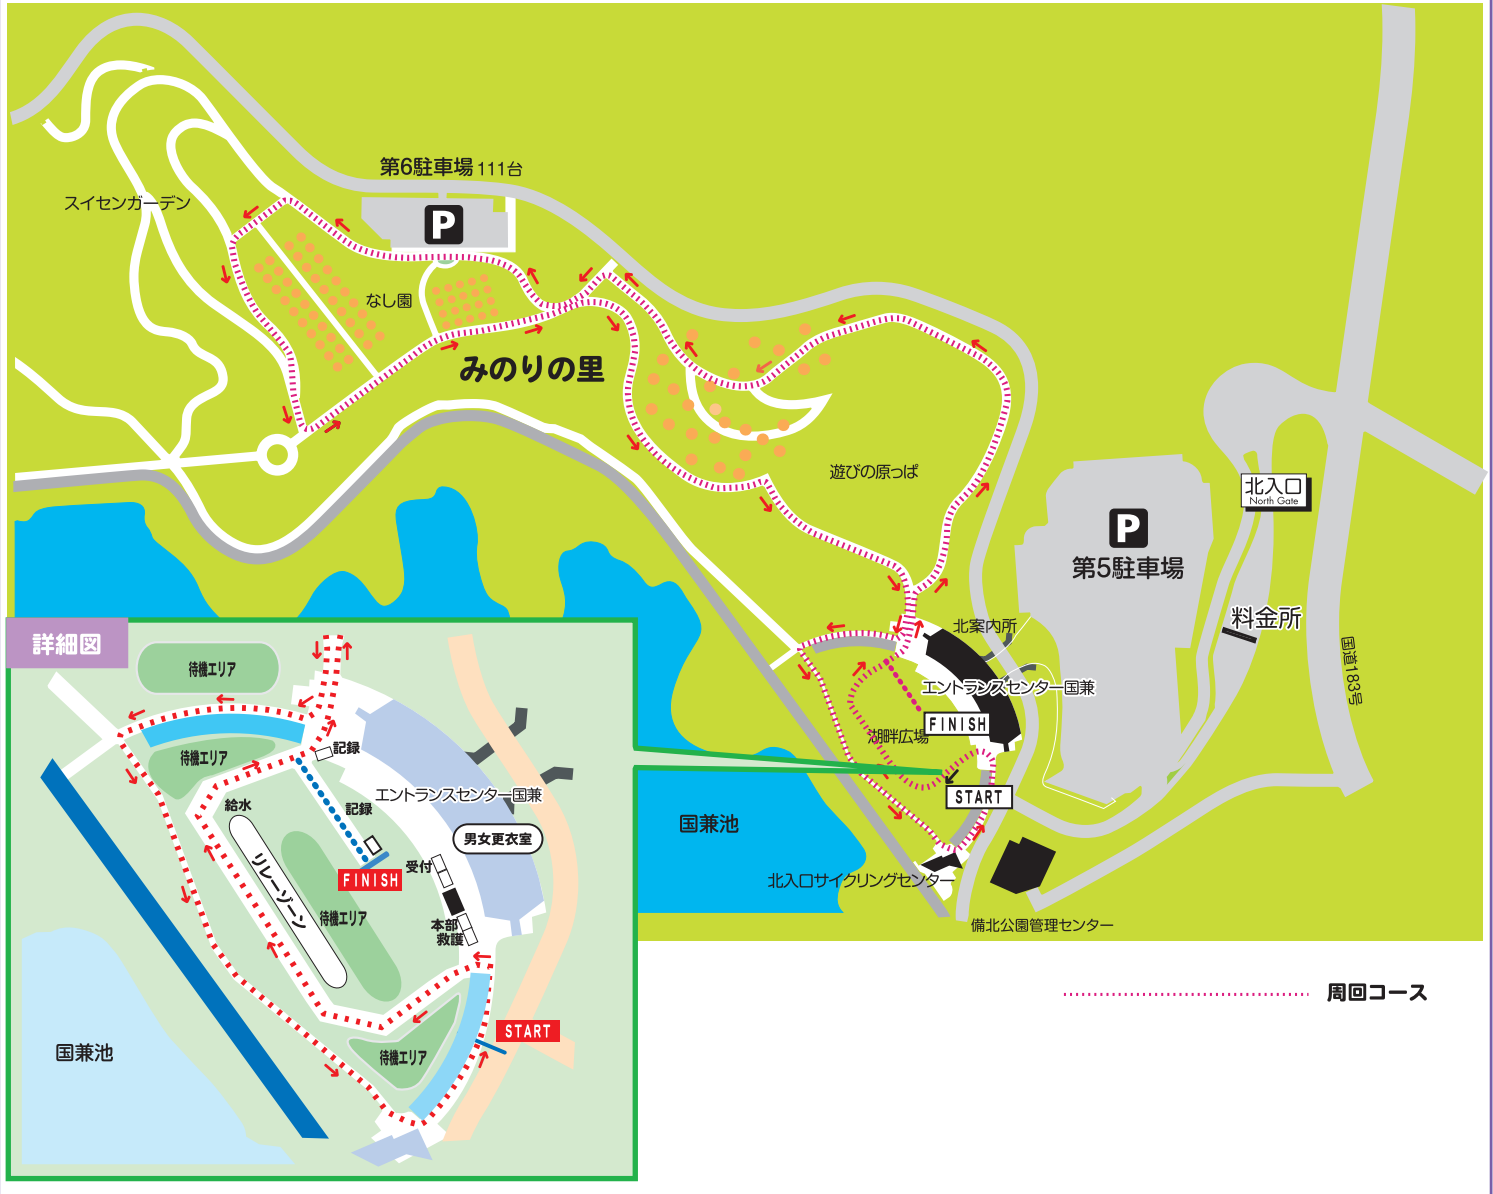 第6駐車場 111台
P
スイセンガーデン
なし園
みのりの里
遊びの原っぱ
北入口
North Gate
P
第5駐車場
料金所
北案内所
国道183号
エントランスセンター国兼
FINISH
湖畔広場
START
国兼池
北入口サイクリングセンター
備北公園管理センター
周回コース
詳細図
待機エリア
待機エリア
記録
エントランスセンター国兼
給水
記録
男女更衣室
リレーゾーン
受付
FINISH
待機エリア
本部
救護
START
国兼池
待機エリア